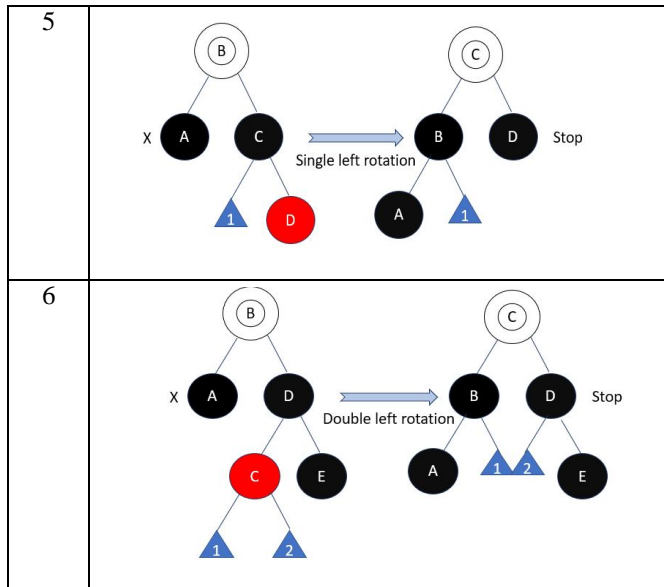 5
B
C
X A C B D Stop
Single left rotation
1 D A 1
6
B
C
X A D B D Stop
Double left rotation
C E A 1 2 E
1 2